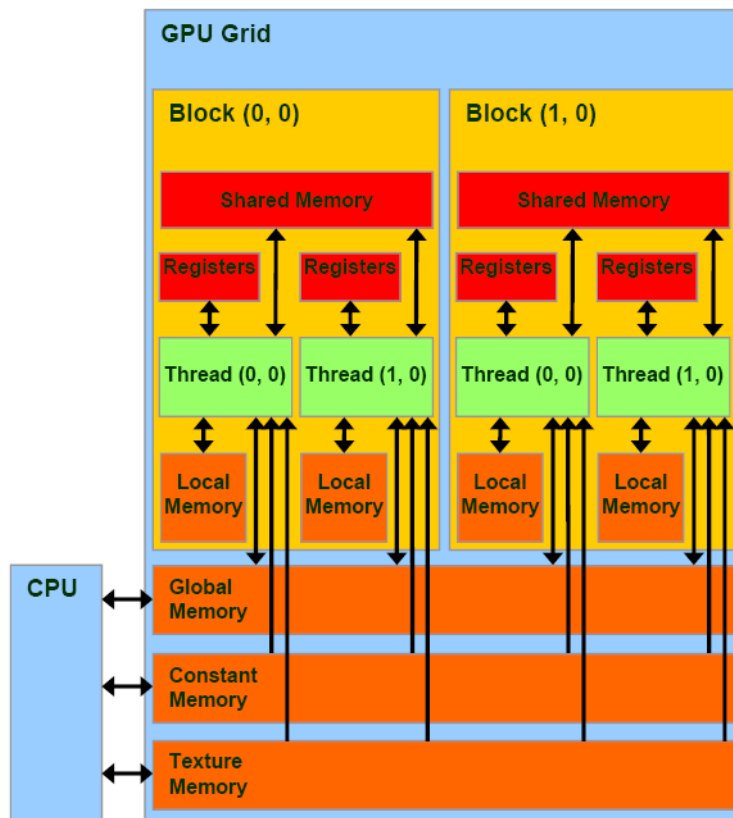 GPU Grid
Block (0, 0)
Block (1, 0)
Shared Memory
Shared Memory
Registers
Registers
Registers
Registers
Thread (0, 0)
Thread (1, 0)
Thread (0, 0)
Thread (1, 0)
Local
Memory
Local
Memory
Local
Memory
Local
Memory
CPU
Global
Memory
Constant
Memory
Texture
Memory